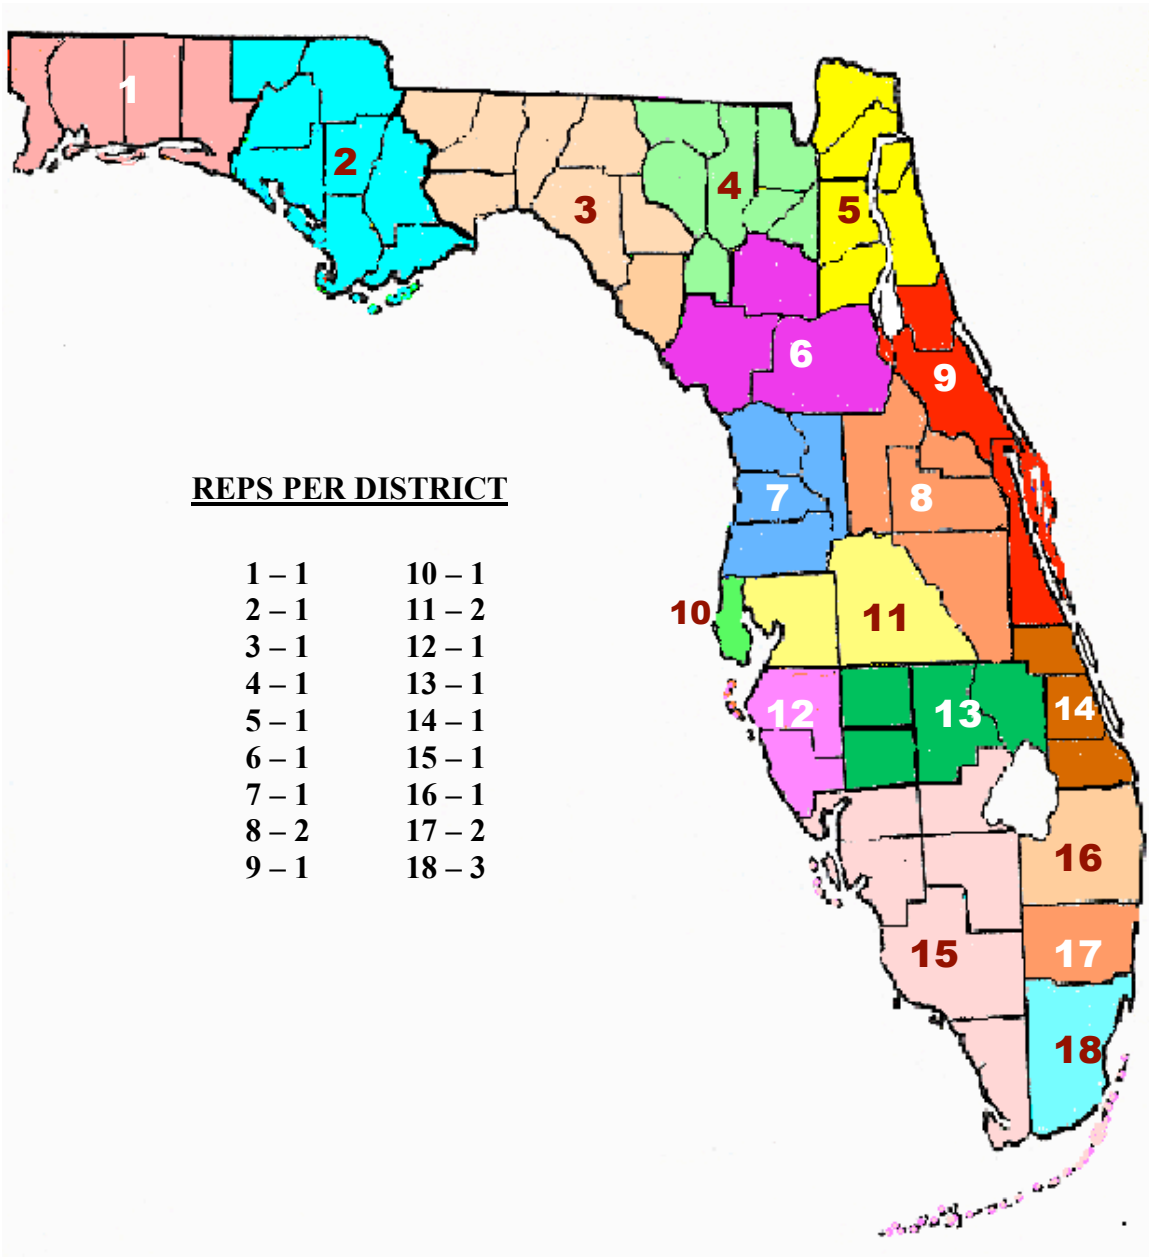 1
2
3
4
5
6
9
7
8
10
11
12
13
14
16
15
17
18
REPS PER DISTRICT
1 – 1 10 – 1
2 – 1 11 – 2
3 – 1 12 – 1
4 – 1 13 – 1
5 – 1 14 – 1
6 – 1 15 – 1
7 – 1 16 – 1
8 – 2 17 – 2
9 – 1 18 – 3